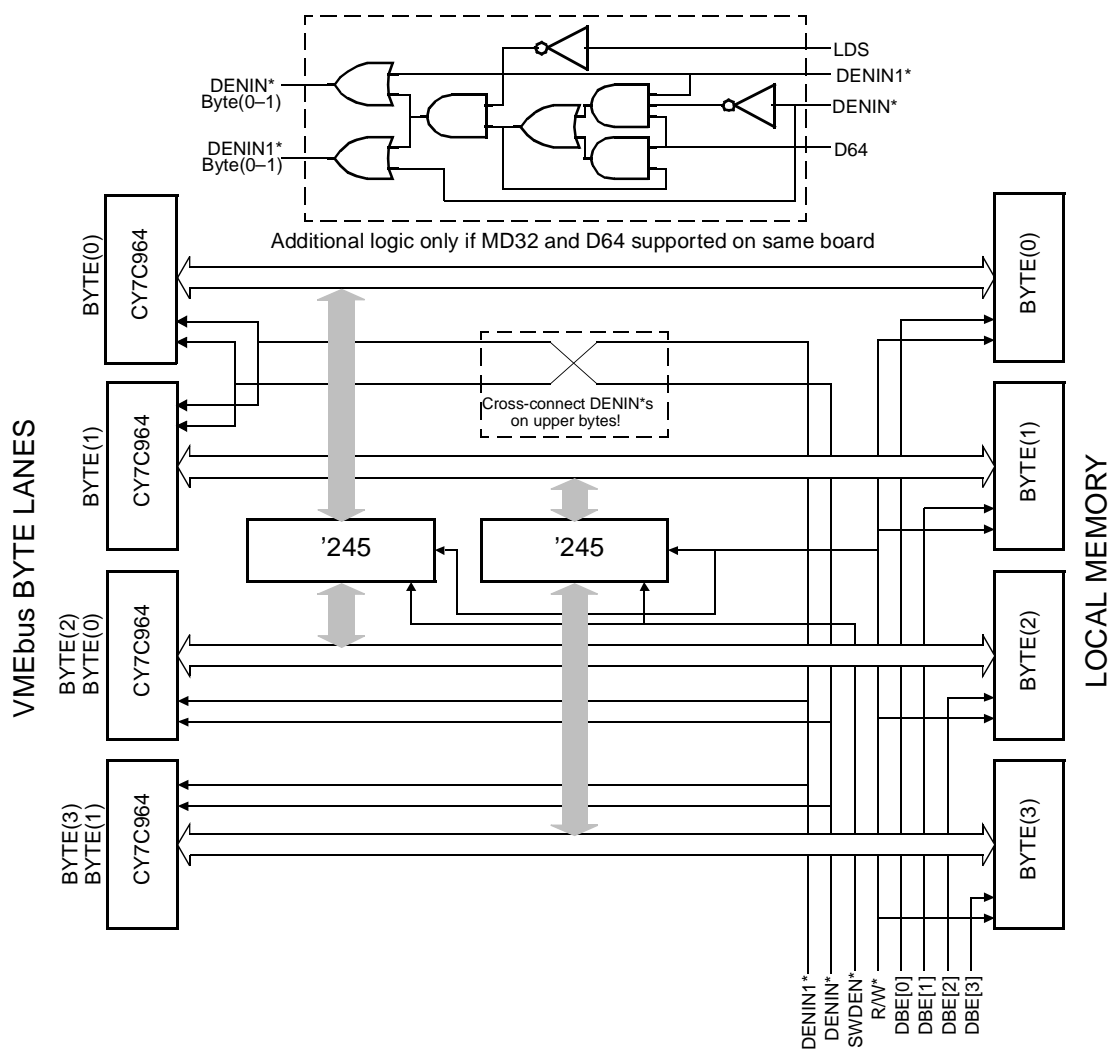 LDS
DENIN1*
DENIN*
D64
DENIN*
Byte(0–1)
DENIN1*
Byte(0–1)
Additional logic only if MD32 and D64 supported on same board
VMEbus BYTE LANES
BYTE(0)
CY7C964
BYTE(1)
CY7C964
BYTE(2)
BYTE(0)
CY7C964
BYTE(3)
BYTE(1)
CY7C964
Cross-connect DENIN*s
on upper bytes!
'245
'245
BYTE(0)
BYTE(1)
BYTE(2)
BYTE(3)
LOCAL MEMORY
DENIN1*
DENIN*
SWDEN*
R/W*
DBE[0]
DBE[1]
DBE[2]
DBE[3]